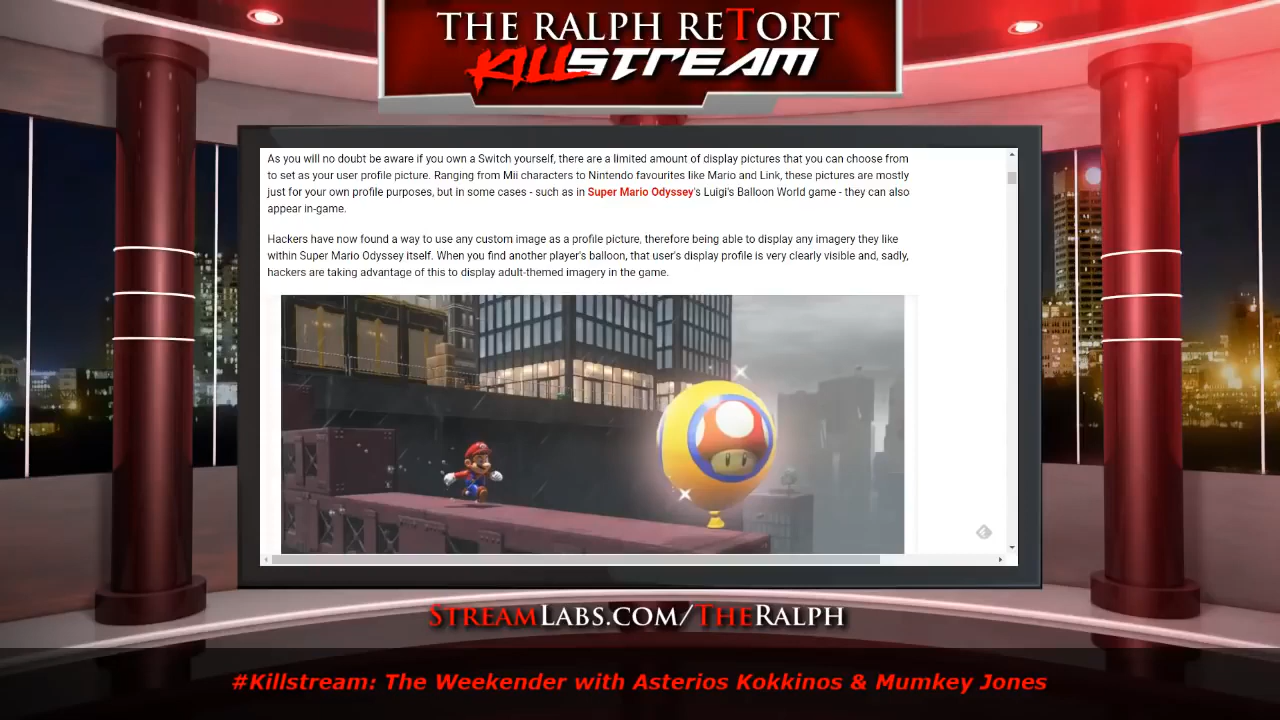 THE RALPH RETORT
KILLSTREAM
As you will no doubt be aware if you own a Switch yourself, there are a limited amount of display pictures that you can choose from
to set as your user profile picture. Ranging from Mii characters to Nintendo favourites like Mario and Link, these pictures are mostly
just for your own profile purposes, but in some cases - such as in Super Mario Odyssey's Luigi's Balloon World game - they can also
appear in-game.
Hackers have now found a way to use any custom image as a profile picture, therefore being able to display any imagery they like
within Super Mario Odyssey itself. When you find another player's balloon, that user's display profile is very clearly visible and, sadly,
hackers are taking advantage of this to display adult-themed imagery in the game.
STREAMLABS.COM/THERALPH
#Killstream: The Weekender with Asterios Kokkinos & Mumkey Jones